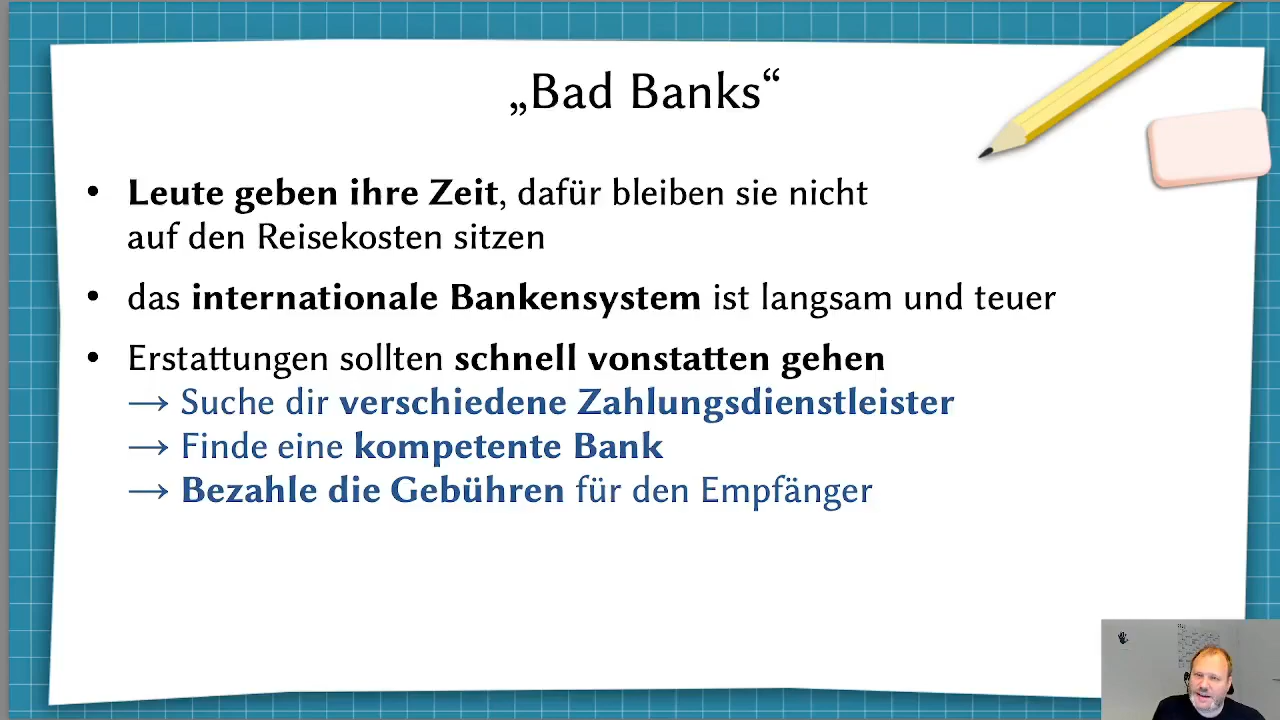 „Bad Banks“
• Leute geben ihre Zeit, dafür bleiben sie nicht
auf den Reisekosten sitzen
• das internationale Bankensystem ist langsam und teuer
• Erstattungen sollten schnell vonstatten gehen
→ Suche dir verschiedene Zahlungsdienstleister
→ Finde eine kompetente Bank
→ Bezahle die Gebühren für den Empfänger